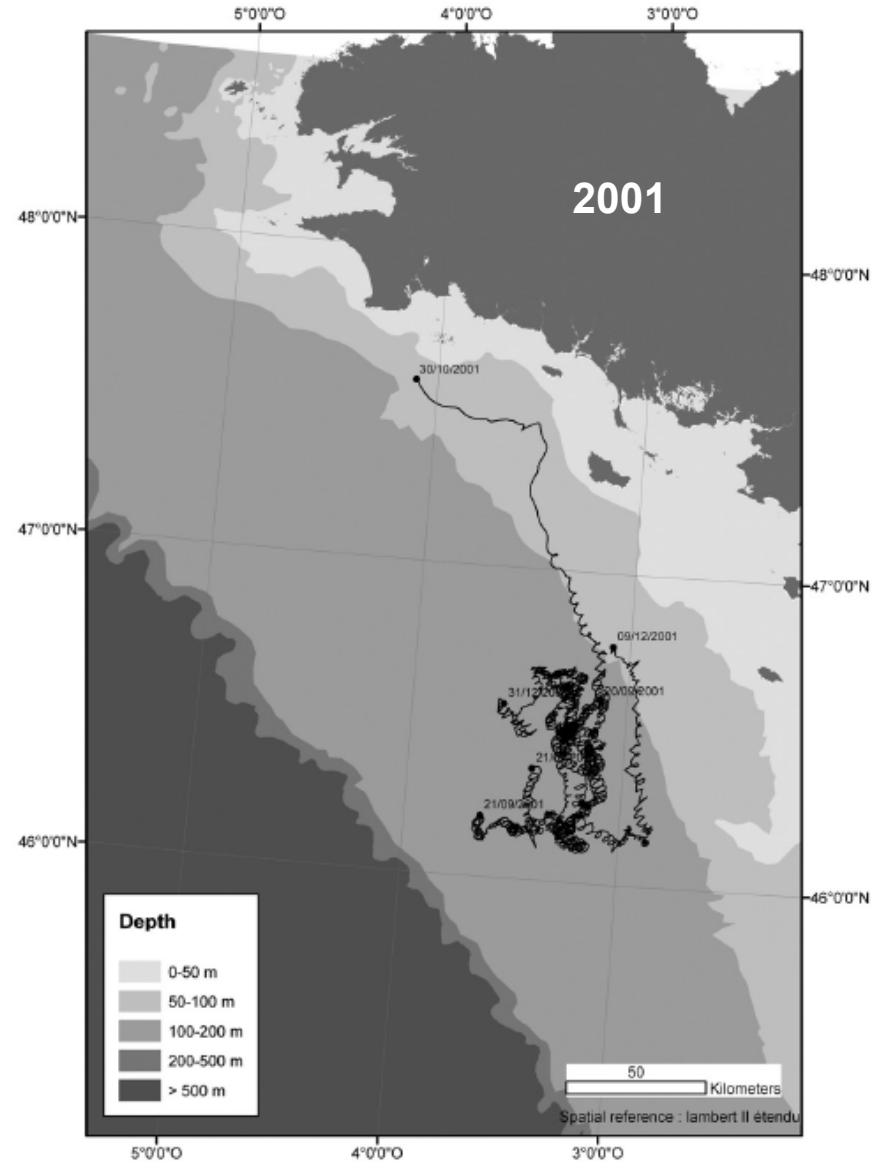 5°0'0"O 4°0'0"O 3°0'0"O
2001
48°0'0"N
48°0'0"N
30/10/2001
47°0'0"N
47°0'0"N
09/12/2001
31/12/
20/09/2001
21/0
21/09/2001
46°0'0"N
46°0'0"N
Depth
0-50 m
50-100 m
100-200 m
200-500 m
> 500 m
50
Kilometers
Spatial reference : lambert II étendu
5°0'0"O 4°0'0"O 3°0'0"O